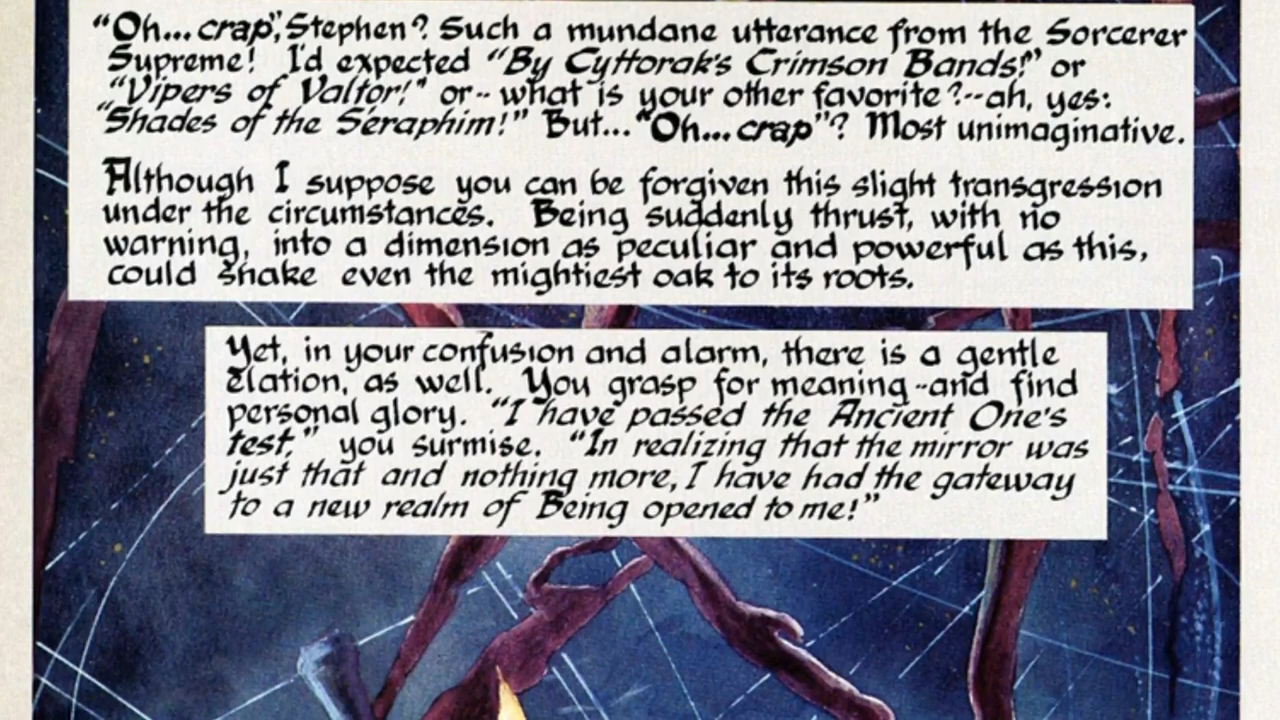 "Oh... crap", Stephen? Such a mundane utterance from the Sorcerer
Supreme! I'd expected "By Cyttorak's Crimson Bands!" or
"Vipers of Valtor!" or-- what is your other favorite?--ah, yes:
"Shades of the Seraphim!" But... "Oh... crap"? Most unimaginative.
Although I suppose you can be forgiven this slight transgression
under the circumstances. Being suddenly thrust, with no
warning, into a dimension as peculiar and powerful as this,
could shake even the mightiest oak to its roots.
Yet, in your confusion and alarm, there is a gentle
elation, as well. You grasp for meaning--and find
personal glory. "I have passed the Ancient One's
test," you surmise. "In realizing that the mirror was
just that and nothing more, I have had the gateway
to a new realm of Being opened to me!"